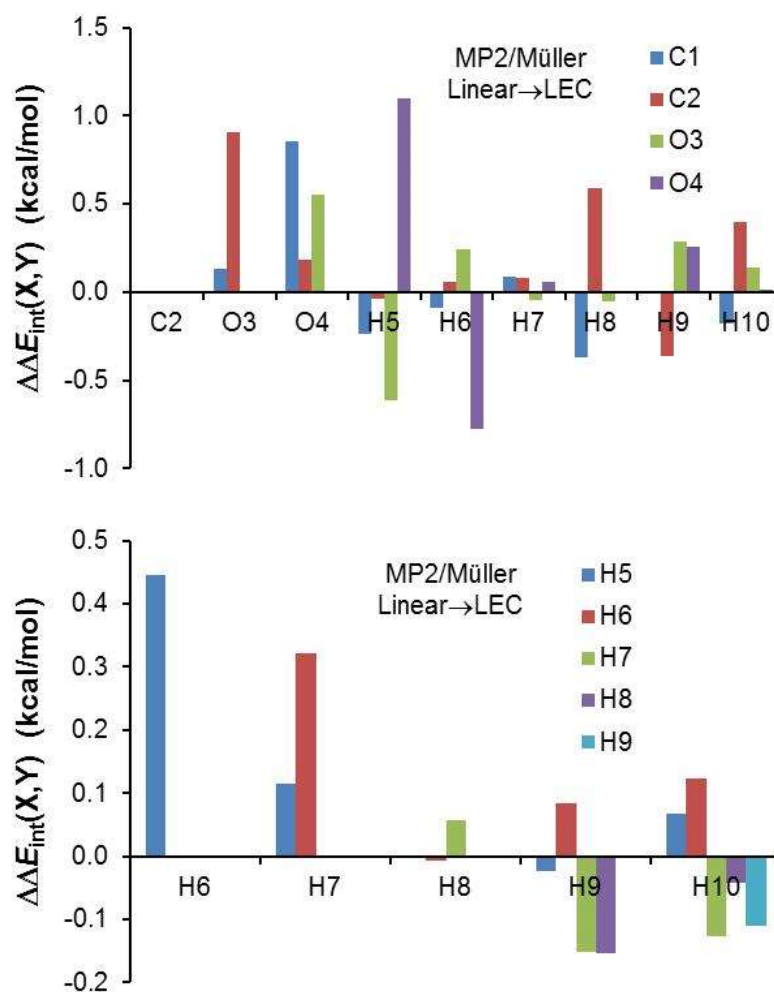 1.5
1.0
0.5
0.0
-0.5
-1.0
ΔΔE_int(X,Y) (kcal/mol)
MP2/Müller
Linear→LEC
C1
C2
O3
O4
C2 O3 O4 H5 H6 H7 H8 H9 H10
0.5
0.4
0.3
0.2
0.1
0.0
-0.1
-0.2
ΔΔE_int(X,Y) (kcal/mol)
MP2/Müller
Linear→LEC
H5
H6
H7
H8
H9
H6 H7 H8 H9 H10